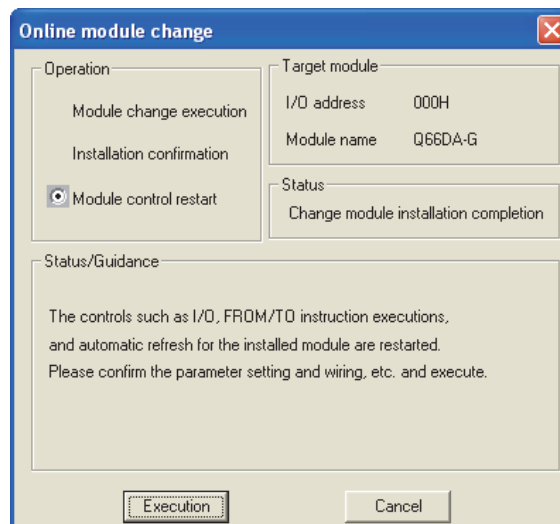 Online module change
Operation
Module change execution
Installation confirmation
Module control restart
Target module
I/O address 000H
Module name Q66DA-G
Status
Change module installation completion
Status/Guidance
The controls such as I/O, FROM/TO instruction executions,
and automatic refresh for the installed module are restarted.
Please confirm the parameter setting and wiring, etc. and execute.
Execution Cancel